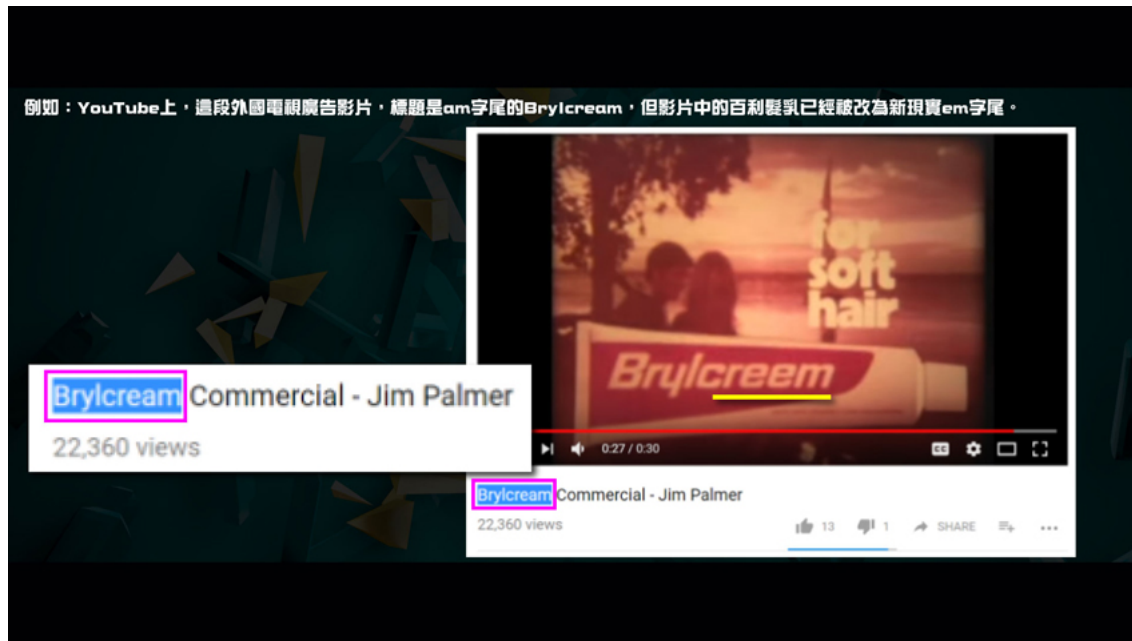 例如：YouTube上，這段外國電視廣告影片，標題是am字尾的Brylcream，但影片中的百利髮乳已經被改為新現實em字尾。
for
soft
hair
Brylcreem
Brylcream Commercial - Jim Palmer
22,360 views
0:27 / 0:30
CC
Brylcream Commercial - Jim Palmer
22,360 views
13
1
SHARE